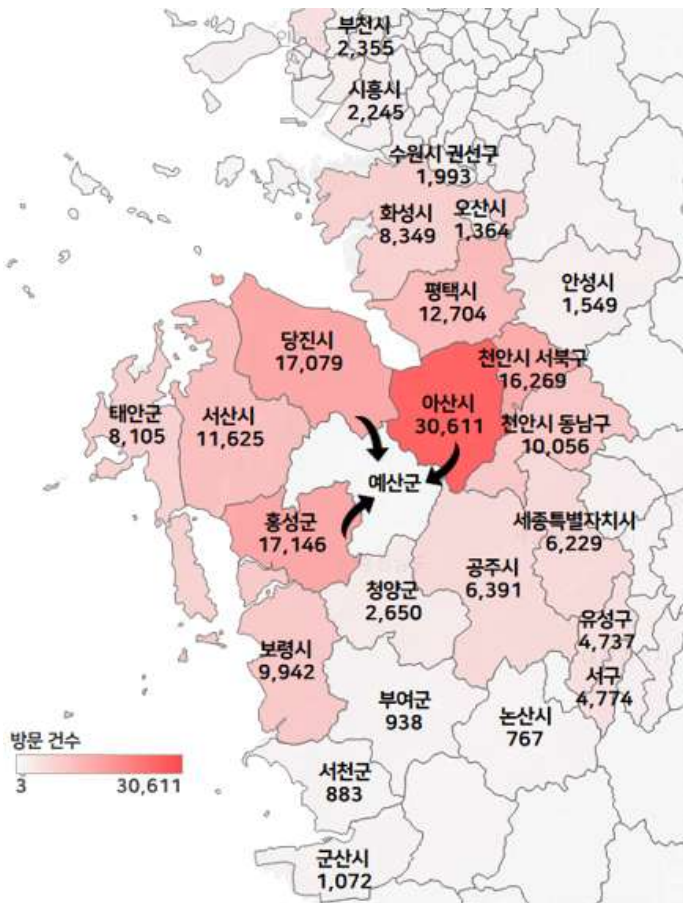 부천시
2,355
시흥시
2,245
수원시 권선구
1,993
화성시
8,349
오산시
1,364
평택시
12,704
안성시
1,549
당진시
17,079
천안시 서북구
16,269
아산시
30,611
태안군
8,105
서산시
11,625
천안시 동남구
10,056
예산군
홍성군
17,146
세종특별자치시
6,229
공주시
6,391
청양군
2,650
유성구
4,737
보령시
9,942
서구
4,774
부여군
938
논산시
767
방문 건수
3
30,611
서천군
883
군산시
1,072